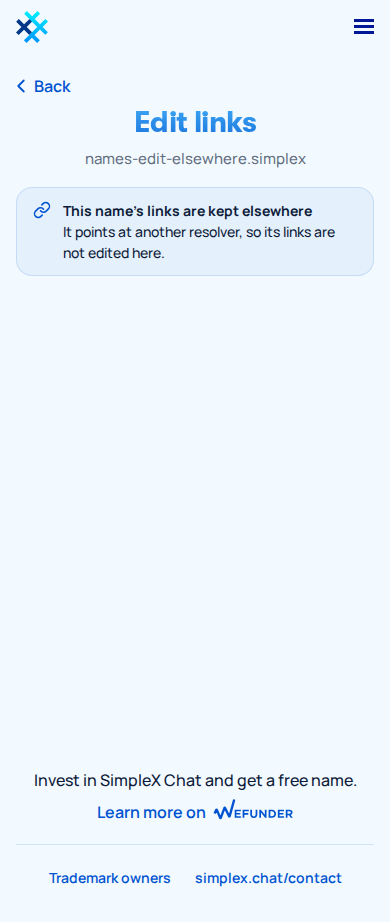 Back
Edit links
names-edit-elsewhere.simplex
This name's links are kept elsewhere
It points at another resolver, so its links are
not edited here.
Invest in SimpleX Chat and get a free name.
Learn more on WEFUNDER
Trademark owners simplex.chat/contact